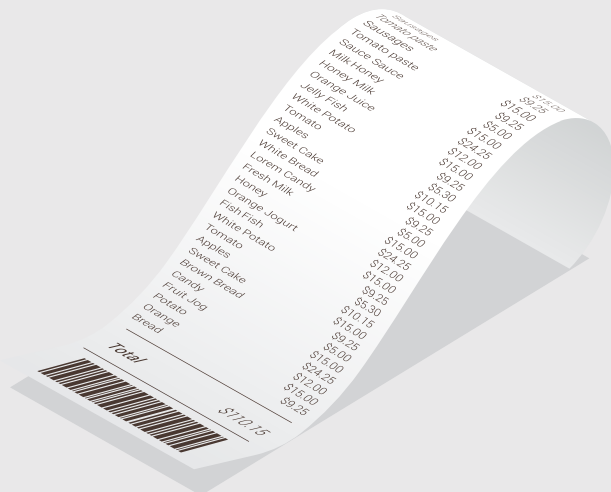 Sausages
Tomato paste
Sausages
Tomato paste
Sauce Sauce
Milk Honey
Honey Milk
Orange Juice
Jelly Fish
White Potato
Tomato
Apples
Sweet Cake
White Bread
Lorem Candy
Fresh Milk
Honey
Orange Jogurt
Fish Fish
White Potato
Tomato
Apples
Sweet Cake
Brown Bread
Candy
Fruit Jog
Potato
Orange
Bread
$15.00
$9.25
$15.00
$9.25
$5.00
$15.00
$24.25
$12.00
$15.00
$9.25
$5.30
$10.15
$15.00
$9.25
$5.00
$15.00
$24.25
$12.00
$15.00
$9.25
$5.30
$10.15
$15.00
$9.25
$5.00
$15.00
$24.25
$12.00
$15.00
$9.25
Total $110.15